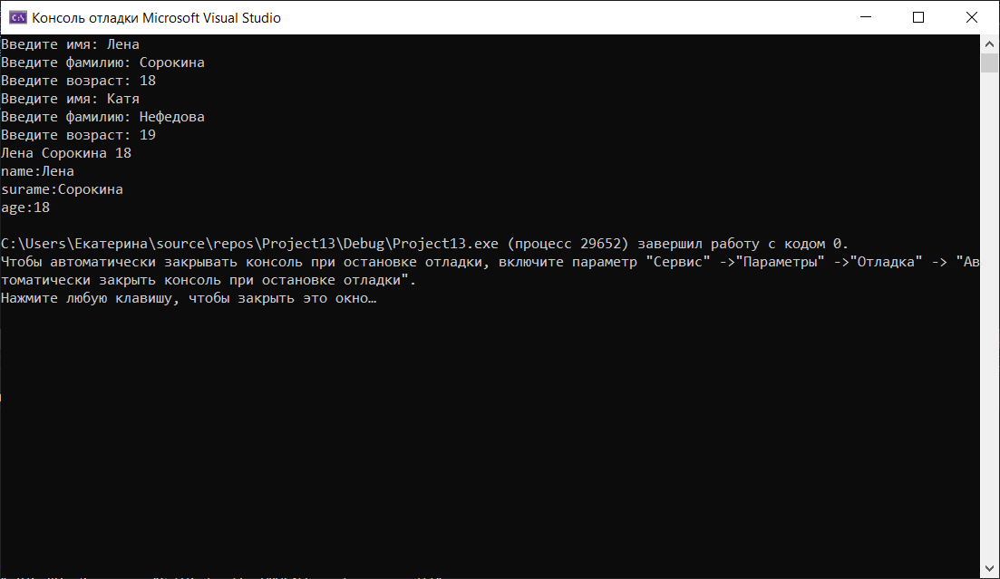 Консоль отладки Microsoft Visual Studio
Введите имя: Лена
Введите фамилию: Сорокина
Введите возраст: 18
Введите имя: Катя
Введите фамилию: Нефедова
Введите возраст: 19
Лена Сорокина 18
name:Лена
surame:Сорокина
age:18
C:\Users\Екатерина\source\repos\Project13\Debug\Project13.exe (процесс 29652) завершил работу с кодом 0.
Чтобы автоматически закрывать консоль при остановке отладки, включите параметр "Сервис" ->"Параметры" ->"Отладка" -> "Ав
томатически закрыть консоль при остановке отладки".
Нажмите любую клавишу, чтобы закрыть это окно…